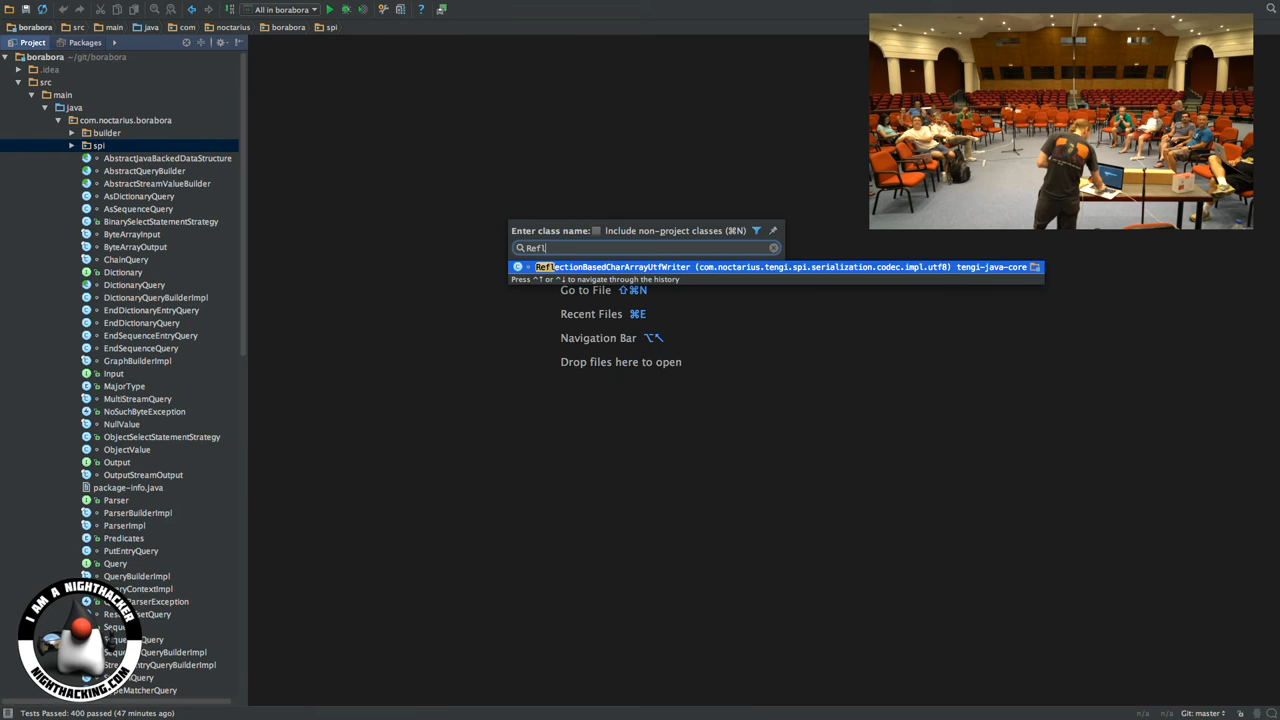 All in borabora
?
borabora
src
main
java
com
noctarius
borabora
spi
Project
Packages
borabora ~/git/borabora
.idea
src
main
java
com.noctarius.borabora
builder
spi
AbstractJavaBackedDataStructure
AbstractQueryBuilder
AbstractStreamValueBuilder
AsDictionaryQuery
AsSequenceQuery
BinarySelectStatementStrategy
ByteArrayInput
ByteArrayOutput
ChainQuery
Dictionary
DictionaryQuery
DictionaryQueryBuilderImpl
EndDictionaryEntryQuery
EndDictionaryQuery
EndSequenceEntryQuery
EndSequenceQuery
GraphBuilderImpl
Input
MajorType
MultiStreamQuery
NoSuchByteException
NullValue
ObjectSelectStatementStrategy
ObjectValue
Output
OutputStreamOutput
package-info.java
Parser
ParserBuilderImpl
ParserImpl
Predicates
PutEntryQuery
Query
QueryBuilderImpl
Enter class name: Include non-project classes (⌘N)
Refl
ReflectionBasedCharArrayUtfWriter (com.noctarius.tengi.spi.serialization.codec.impl.utf8) tengi-java-core
Press ^↑ or ^↓ to navigate through the history
Go to File ⇧⌘N
Recent Files ⌘E
Navigation Bar ⌥↖
Drop files here to open
I AM A NIGHTHACKER
NIGHTHACKING.COM
Tests Passed: 400 passed (47 minutes ago)
n/a
n/a
Git: master